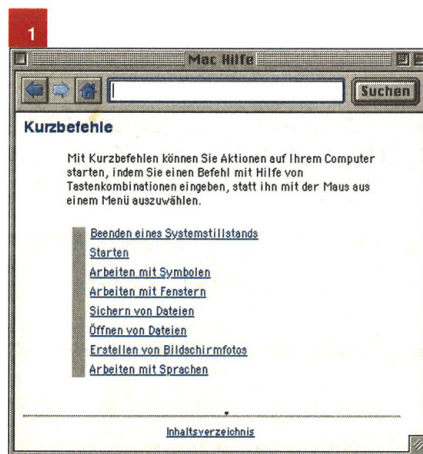 1
Mac Hilfe
Suchen
Kurzbefehle
Mit Kurzbefehlen können Sie Aktionen auf Ihrem Computer
starten, indem Sie einen Befehl mit Hilfe von
Tastenkombinationen eingeben, statt ihn mit der Maus aus
einem Menü auszuwählen.
Beenden eines Systemstillstands
Starten
Arbeiten mit Symbolen
Arbeiten mit Fenstern
Sichern von Dateien
Öffnen von Dateien
Erstellen von Bildschirmfotos
Arbeiten mit Sprachen
Inhaltsverzeichnis